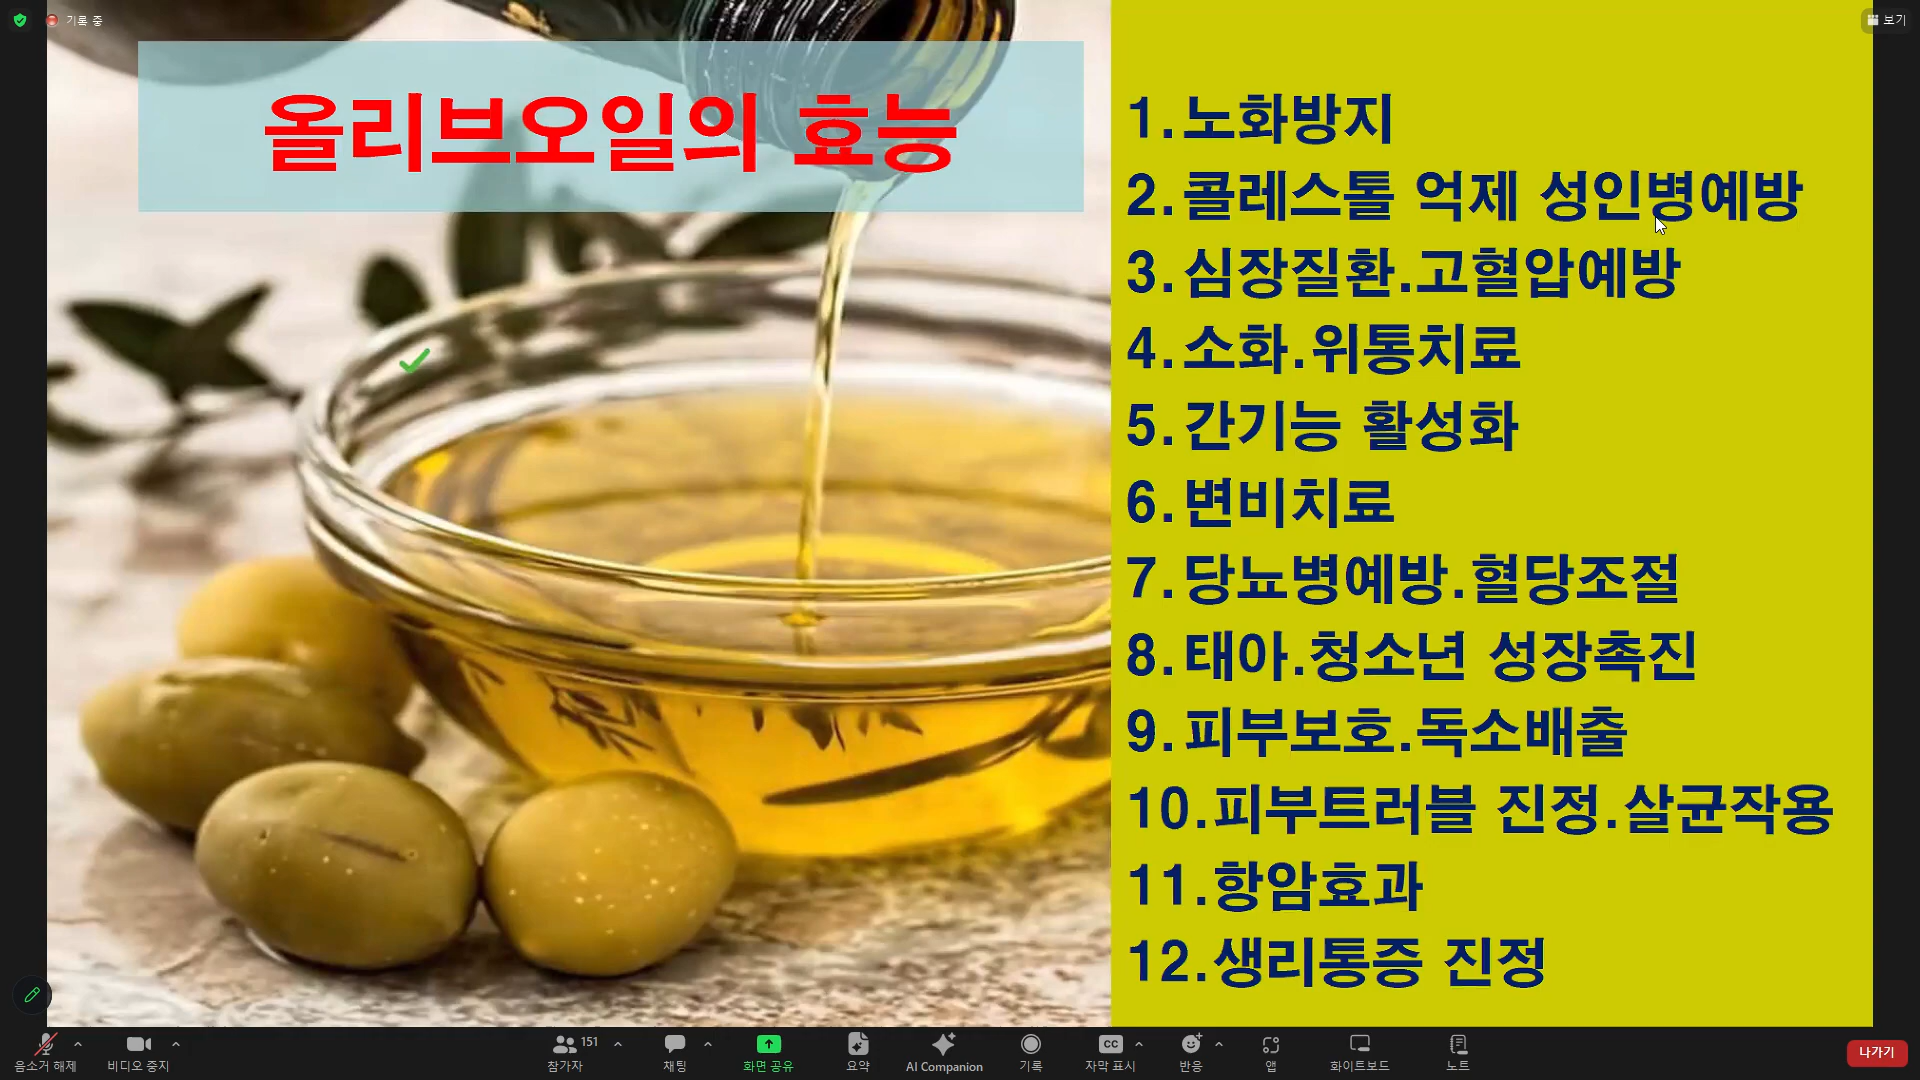 기록 중
보기
올리브오일의 효능
1.노화방지
2.콜레스톨 억제 성인병예방
3.심장질환.고혈압예방
4.소화.위통치료
5.간기능 활성화
6.변비치료
7.당뇨병예방.혈당조절
8.태아.청소년 성장촉진
9.피부보호.독소배출
10.피부트러블 진정.살균작용
11.항암효과
12.생리통증 진정
음소거 해제
비디오 중지
151
참가자
채팅
화면 공유
요약
AI Companion
기록
CC
자막 표시
반응
앱
화이트보드
노트
나가기